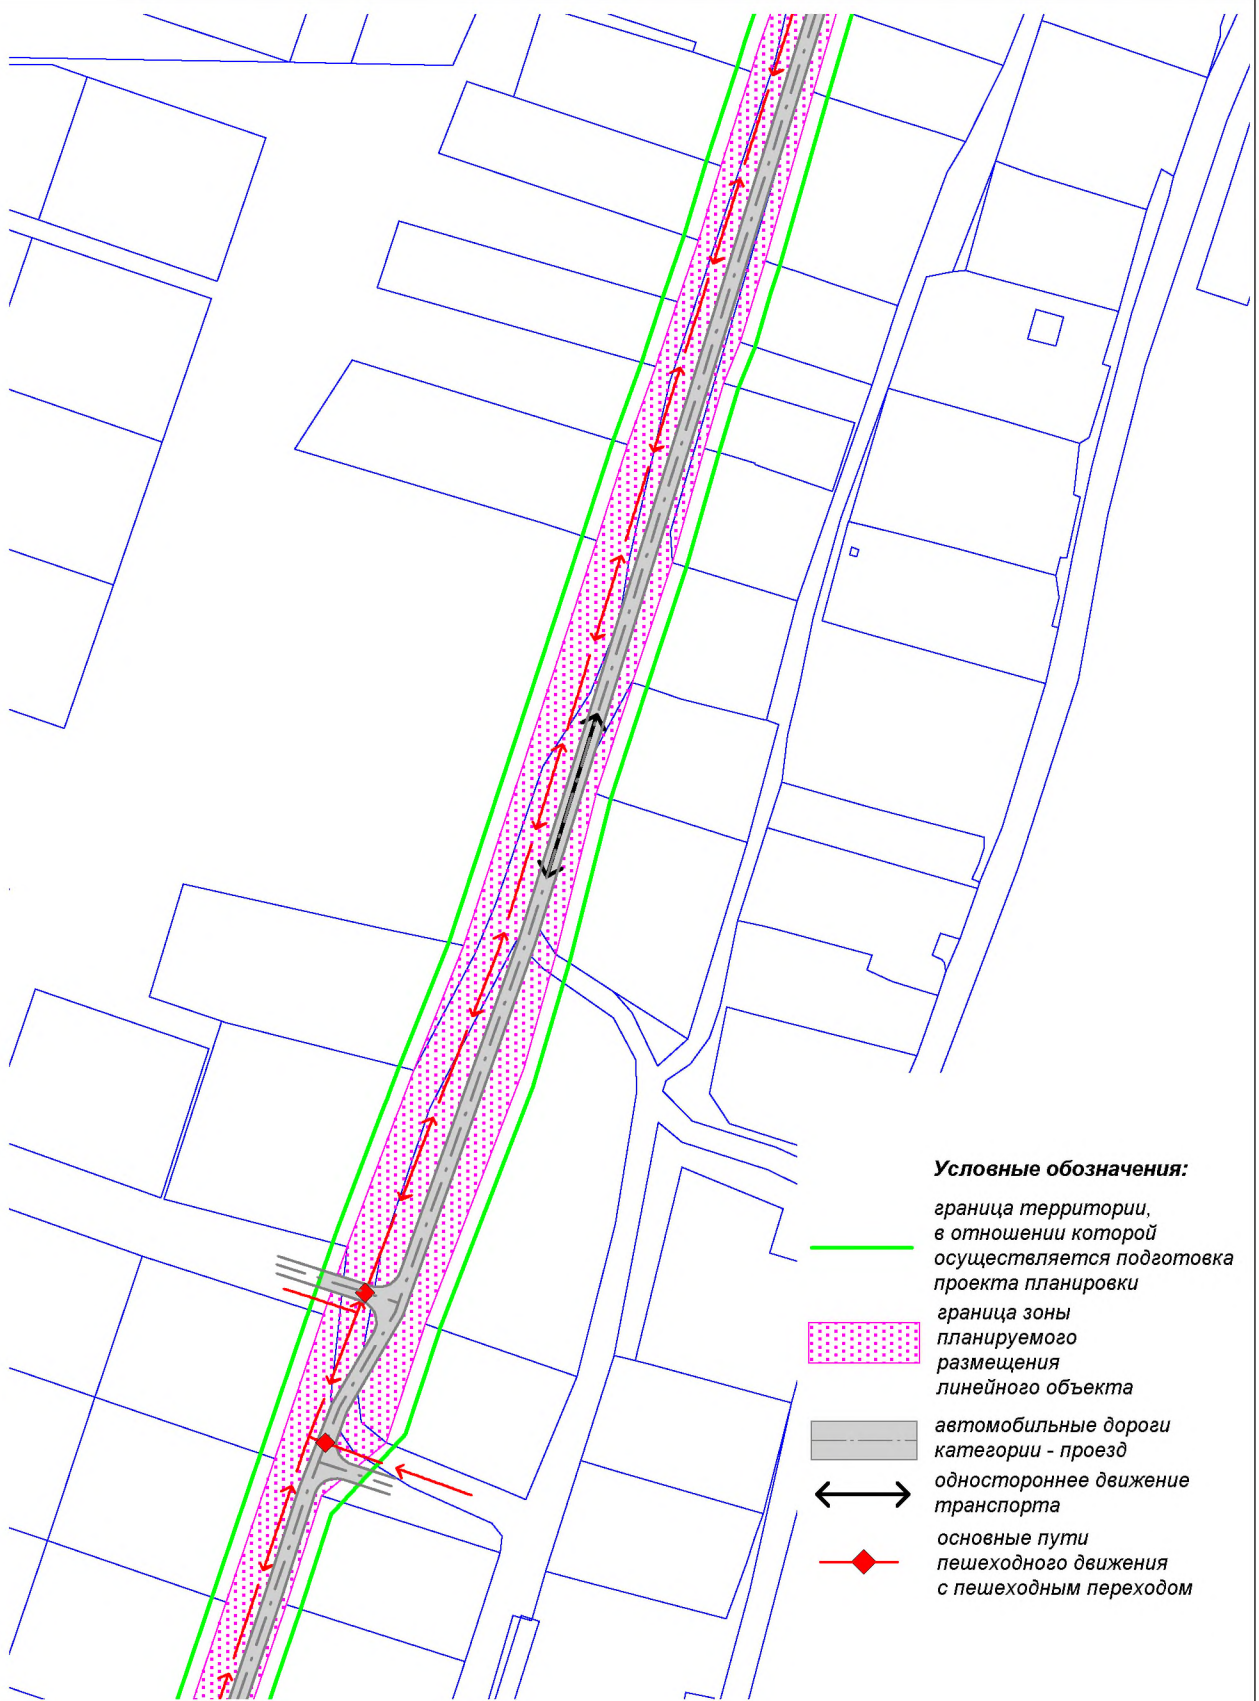 Условные обозначения:
граница территории,
в отношении которой
осуществляется подготовка
проекта планировки
граница зоны
планируемого
размещения
линейного объекта
автомобильные дороги
категории - проезд
одностороннее движение
транспорта
основные пути
пешеходного движения
с пешеходным переходом